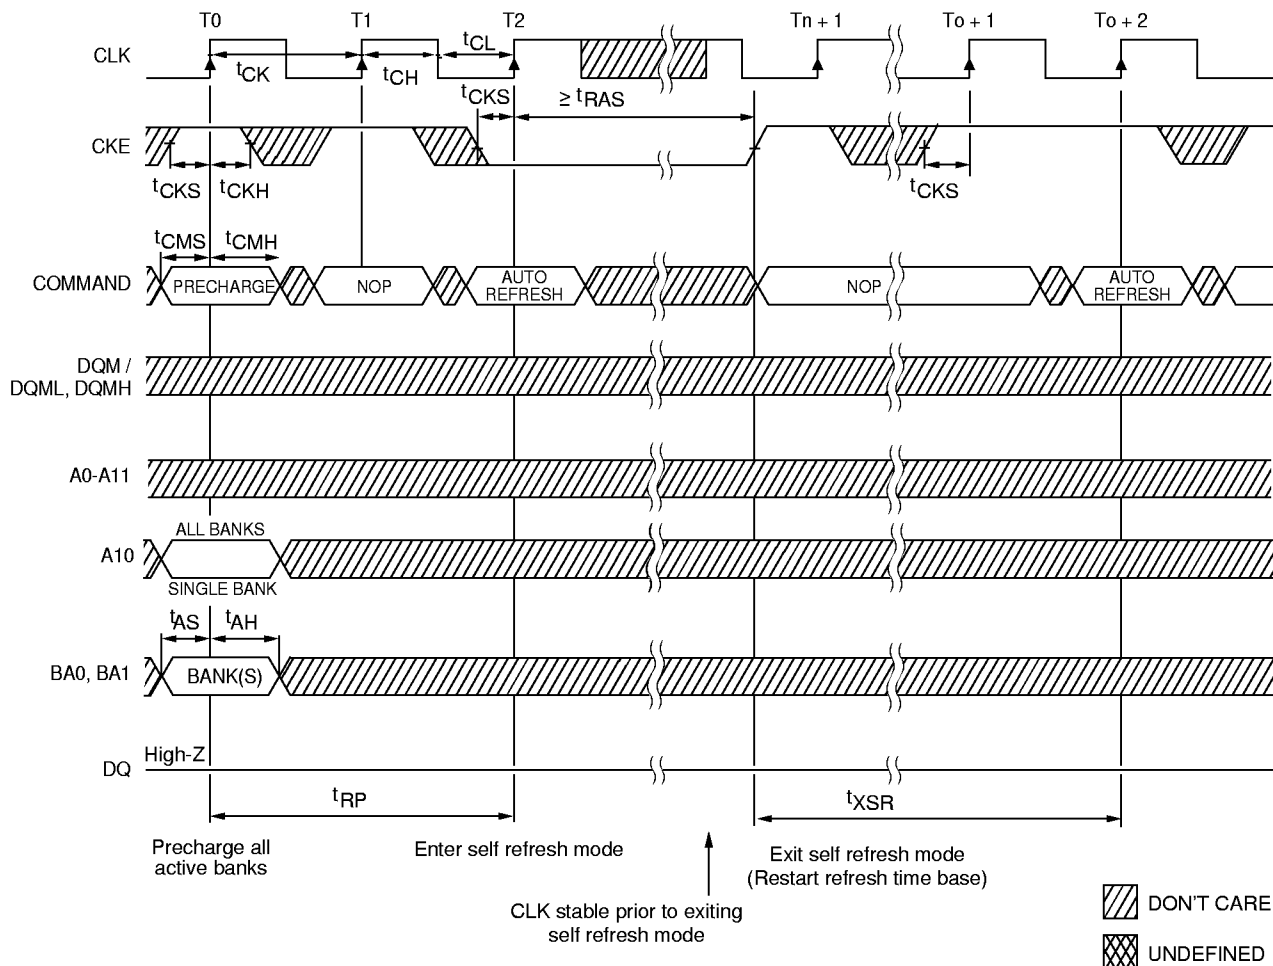 T0 T1 T2 Tn + 1 To + 1 To + 2
CLK
tCK tCH tCL
tCKS ≥ tRAS
CKE
tCKS tCKH tCKS
tCMS tCMH
COMMAND PRECHARGE NOP AUTO REFRESH NOP AUTO REFRESH
DQM /
DQML, DQMH
A0-A11
ALL BANKS
A10
SINGLE BANK
tAS tAH
BA0, BA1 BANK(S)
High-Z
DQ
tRP tXSR
Precharge all
active banks
Enter self refresh mode
Exit self refresh mode
(Restart refresh time base)
CLK stable prior to exiting
self refresh mode
DON'T CARE
UNDEFINED